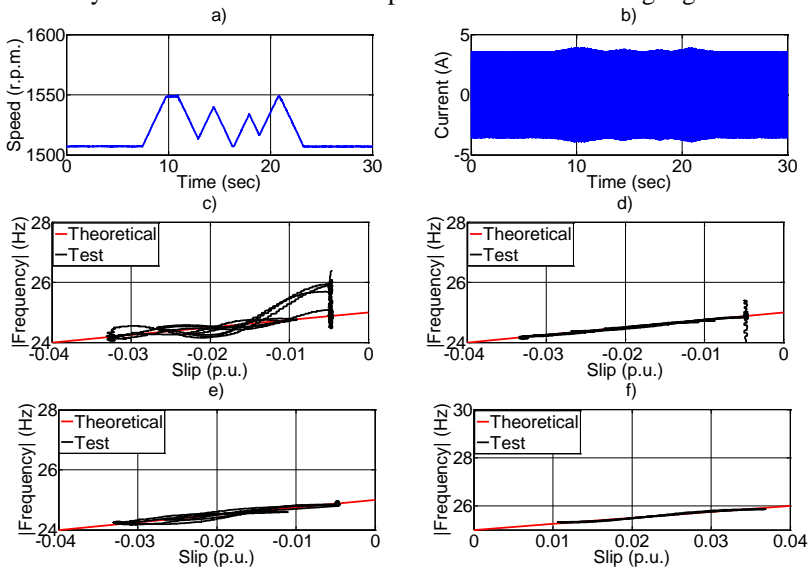 a)
Speed (r.p.m.)
1600
1550
1500
0
10
20
30
Time (sec)
b)
Current (A)
5
0
-5
0
10
20
30
Time (sec)
c)
|Frequency| (Hz)
28
26
24
Theoretical
Test
-0.04
-0.03
-0.02
-0.01
0
Slip (p.u.)
d)
|Frequency| (Hz)
28
26
24
Theoretical
Test
-0.04
-0.03
-0.02
-0.01
0
Slip (p.u.)
e)
|Frequency| (Hz)
28
26
24
Theoretical
Test
-0.04
-0.03
-0.02
-0.01
0
Slip (p.u.)
f)
|Frequency| (Hz)
30
28
26
Theoretical
Test
0
0.01
0.02
0.03
0.04
Slip (p.u.)